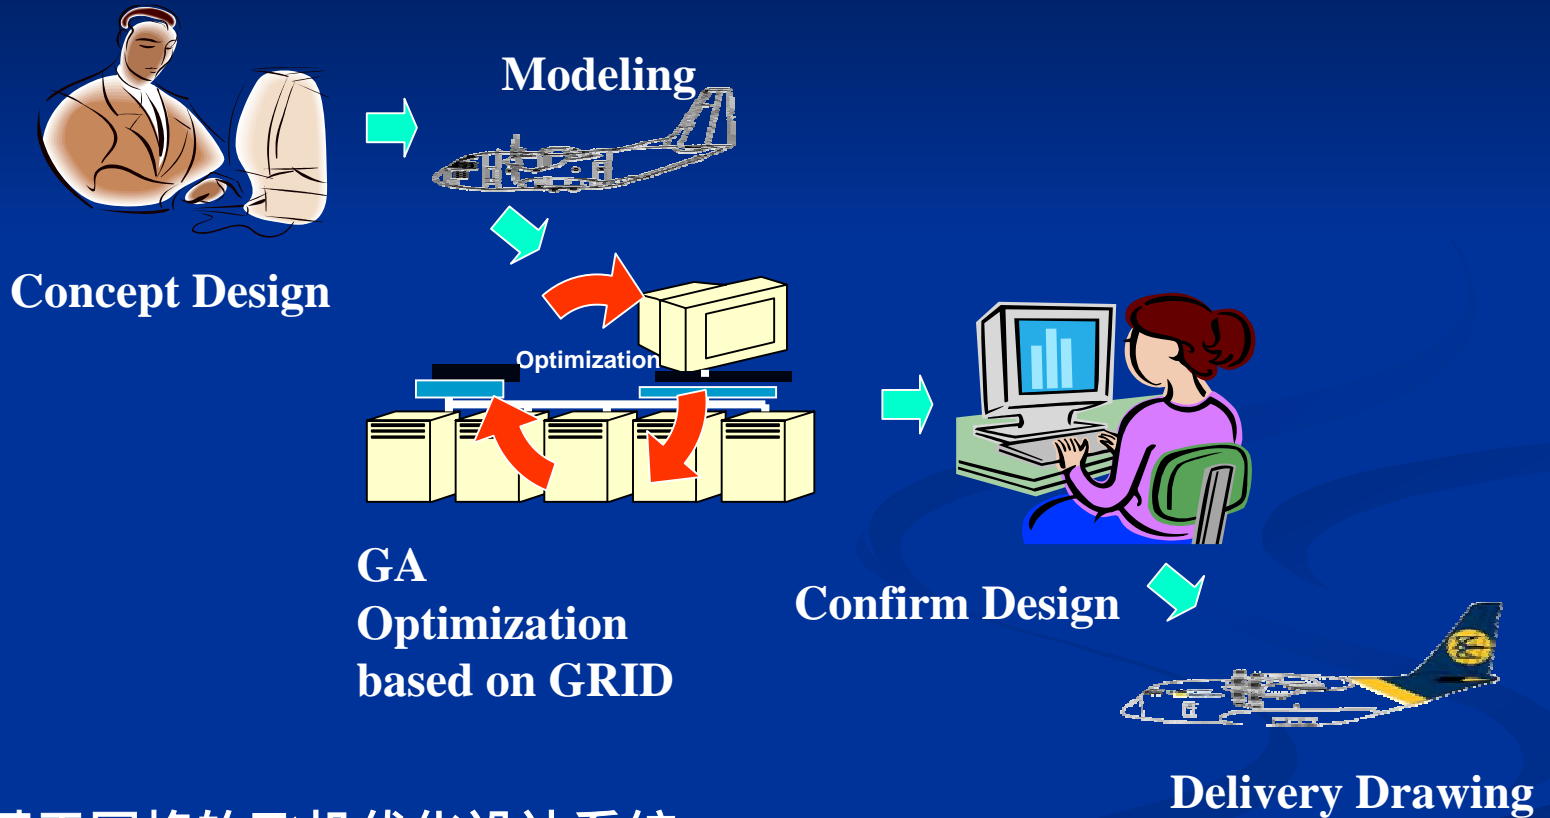 Modeling
Concept Design
Optimization
GA
Optimization
based on GRID
Confirm Design
Delivery Drawing